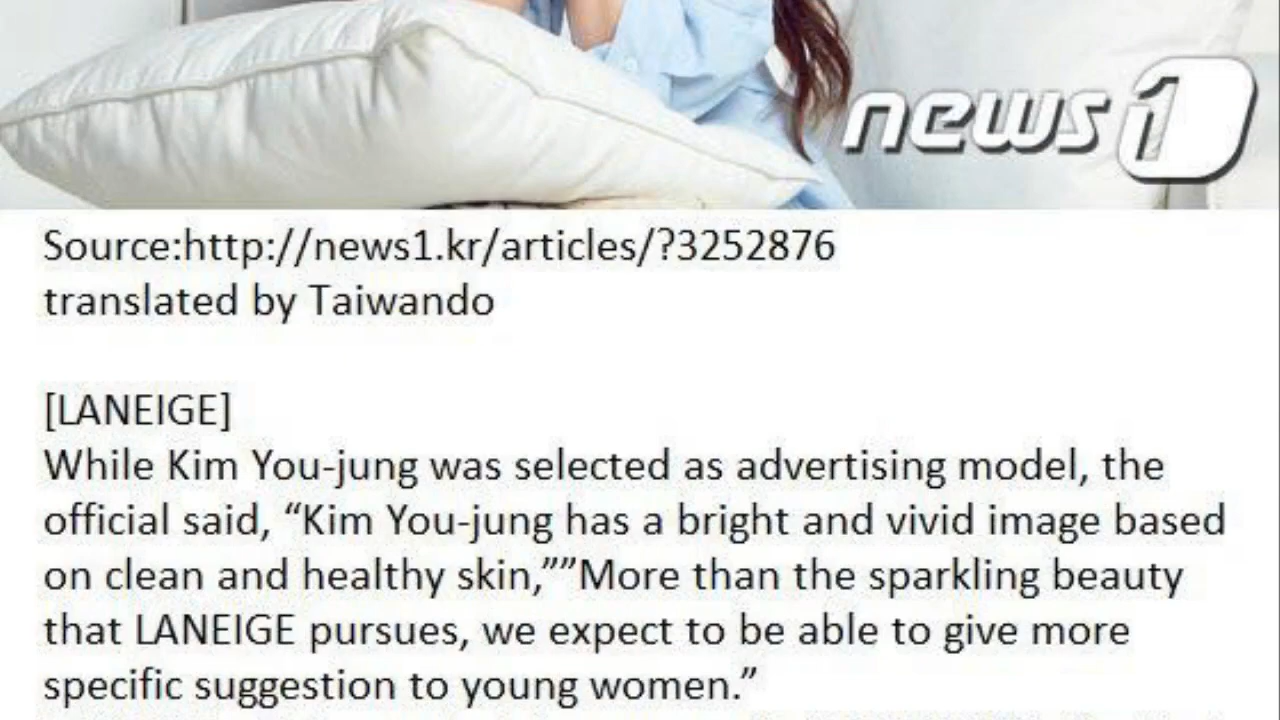 news1
Source:http://news1.kr/articles/?3252876
translated by Taiwando
[LANEIGE]
While Kim You-jung was selected as advertising model, the
official said, “Kim You-jung has a bright and vivid image based
on clean and healthy skin,””More than the sparkling beauty
that LANEIGE pursues, we expect to be able to give more
specific suggestion to young women.”